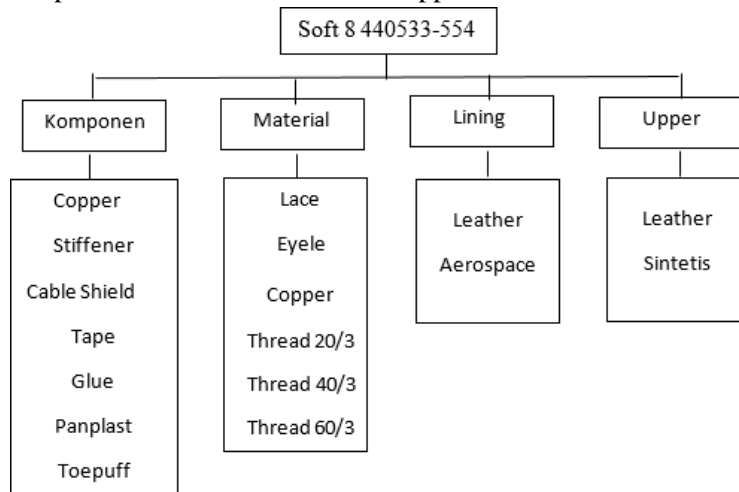 Soft 8 440533-554
Komponen
Material
Lining
Upper
Copper
Stiffener
Cable Shield
Tape
Glue
Panplast
Toepuff
Lace
Eyele
Copper
Thread 20/3
Thread 40/3
Thread 60/3
Leather
Aerospace
Leather
Sintetis